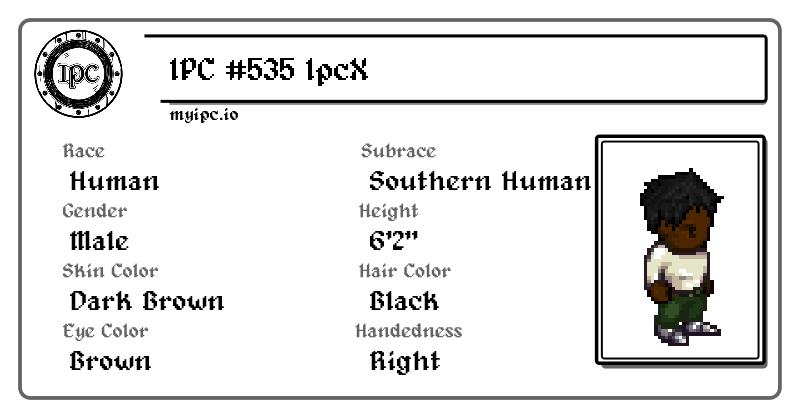 IPC
IPC #535 IpcX
myipc.io
Race
Subrace
Human
Southern Human
Gender
Height
Male
6'2"
Skin Color
Hair Color
Dark Brown
Black
Eye Color
Handedness
Brown
Right